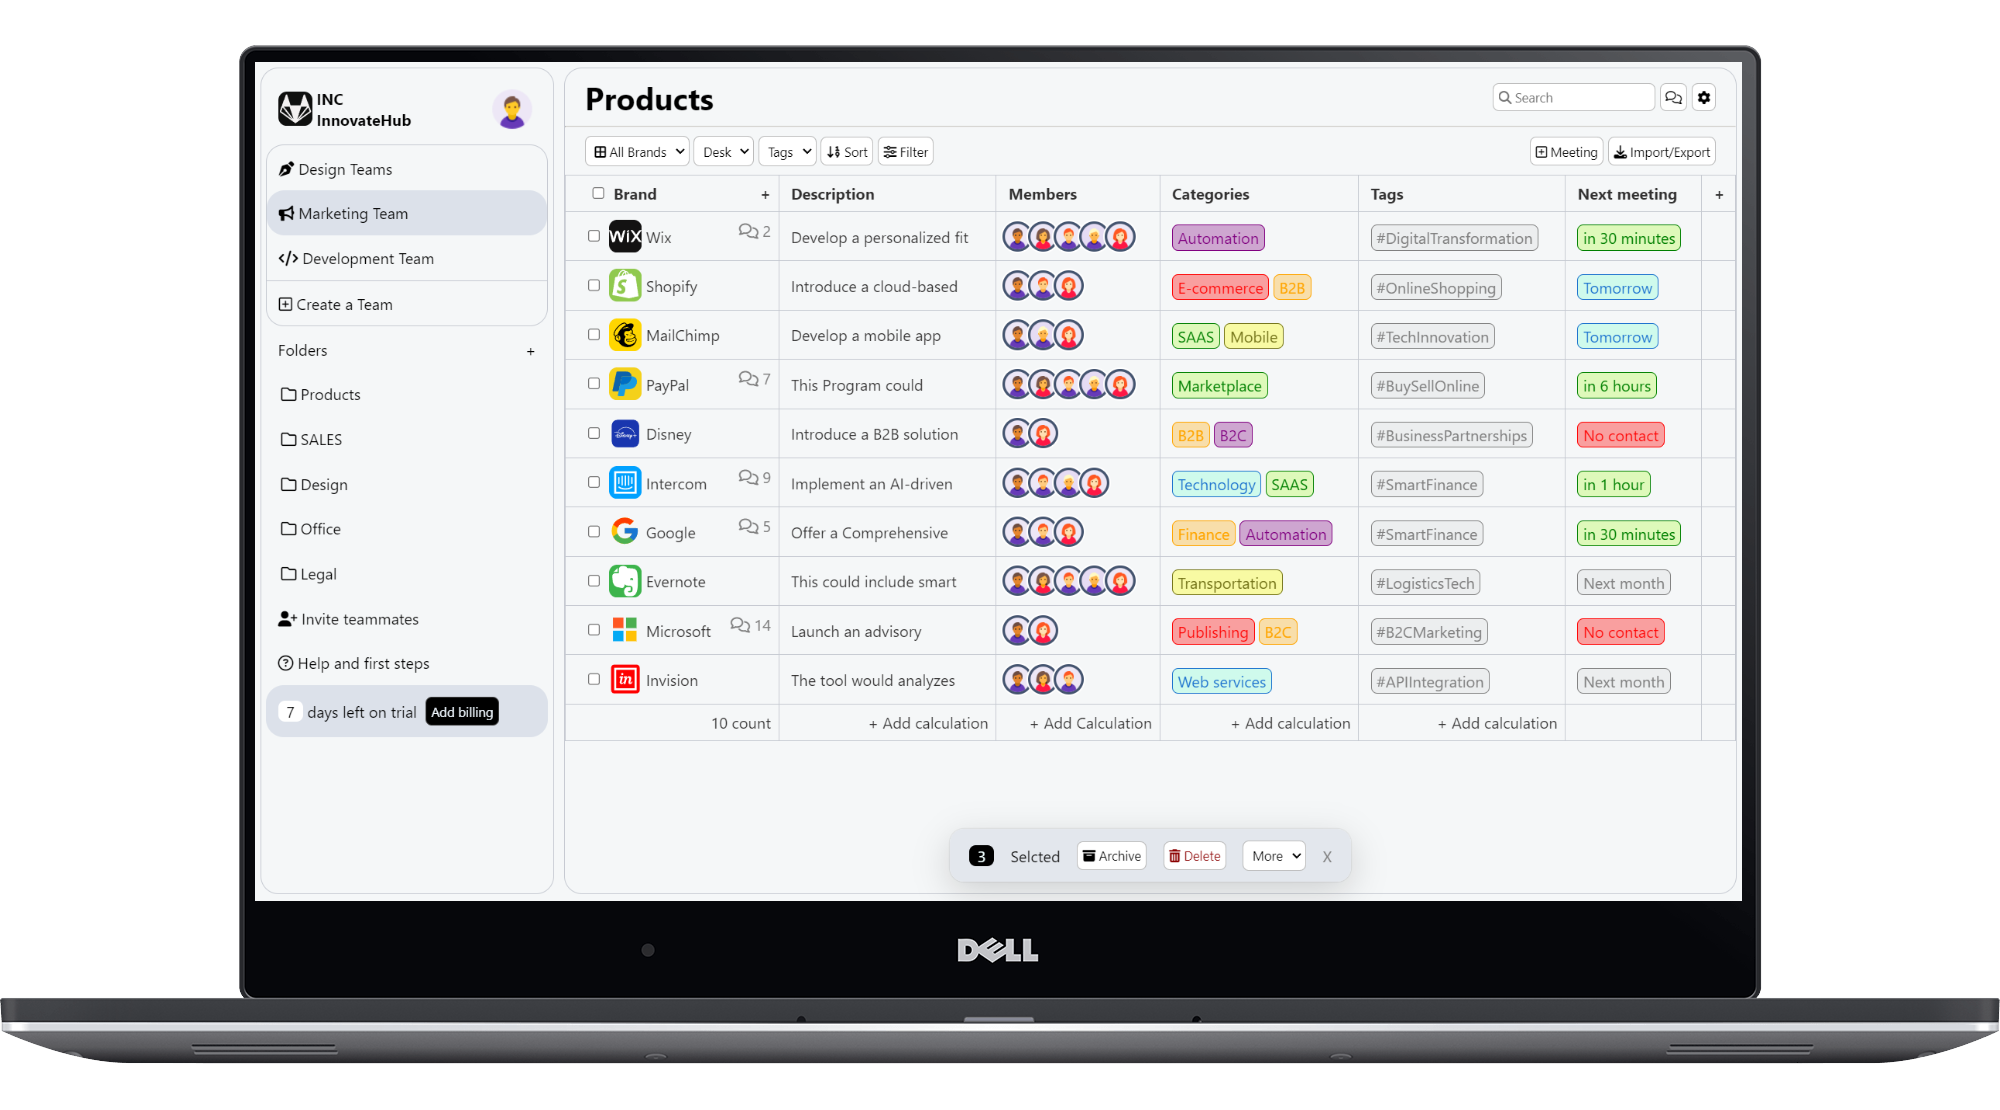 INC
InnovateHub
Design Teams
Marketing Team
Development Team
Create a Team
Folders +
Products
SALES
Design
Office
Legal
Invite teammates
Help and first steps
7 days left on trial Add billing
Products
Search
All Brands Desk Tags Sort Filter Meeting Import/Export
Brand + Description Members Categories Tags Next meeting +
WiX Wix 2 Develop a personalized fit Automation #DigitalTransformation in 30 minutes
Shopify Introduce a cloud-based E-commerce B2B #OnlineShopping Tomorrow
MailChimp Develop a mobile app SAAS Mobile #TechInnovation Tomorrow
PayPal 7 This Program could Marketplace #BuySellOnline in 6 hours
Disney+ Disney Introduce a B2B solution B2B B2C #BusinessPartnerships No contact
Intercom 9 Implement an AI-driven Technology SAAS #SmartFinance in 1 hour
Google 5 Offer a Comprehensive Finance Automation #SmartFinance in 30 minutes
Evernote This could include smart Transportation #LogisticsTech Next month
Microsoft 14 Launch an advisory Publishing B2C #B2CMarketing No contact
in Invision The tool would analyzes Web services #APIIntegration Next month
10 count + Add calculation + Add Calculation + Add calculation + Add calculation
3 Selcted Archive Delete More X
DELL